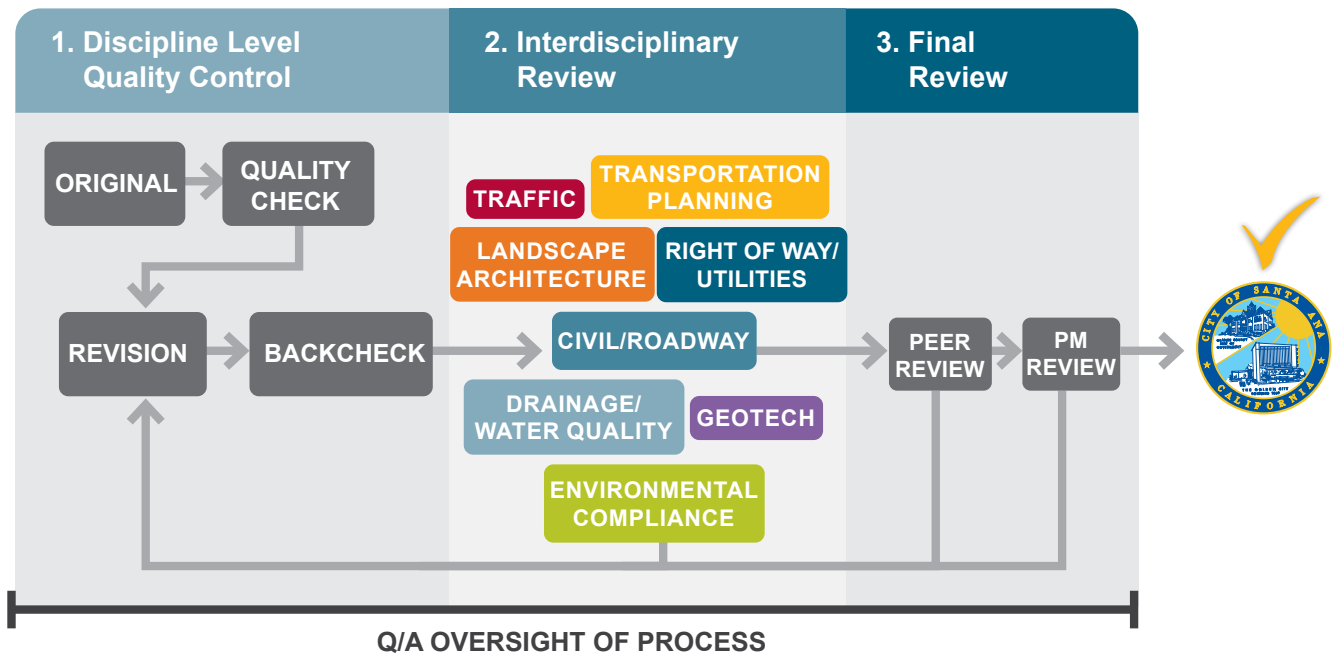 1. Discipline Level
Quality Control
2. Interdisciplinary
Review
3. Final
Review
ORIGINAL
QUALITY
CHECK
REVISION
BACKCHECK
TRAFFIC
TRANSPORTATION
PLANNING
LANDSCAPE
ARCHITECTURE
RIGHT OF WAY/
UTILITIES
CIVIL/ROADWAY
DRAINAGE/
WATER QUALITY
GEOTECH
ENVIRONMENTAL
COMPLIANCE
PEER
REVIEW
PM
REVIEW
CITY OF SANTA ANA
CALIFORNIA
Q/A OVERSIGHT OF PROCESS